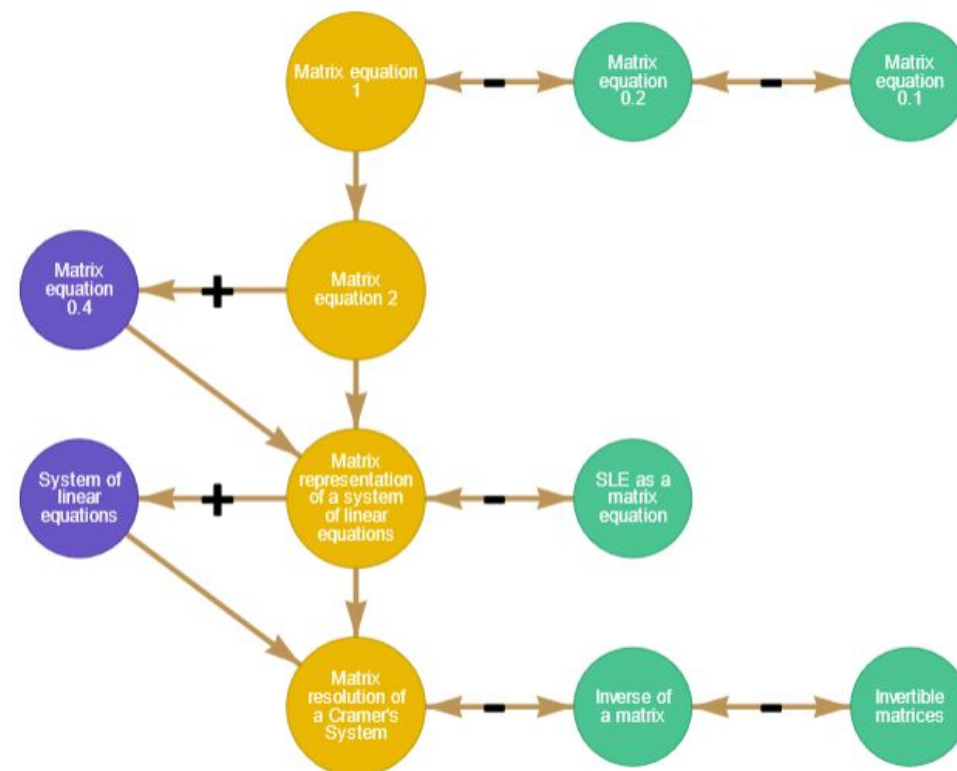 Matrix equation
1
Matrix
equation
0.2
Matrix
equation
0.1
Matrix
equation
0.4
Matrix
equation 2
System of
linear
equations
Matrix
representation
of a system
of linear
equations
SLE as a
matrix
equation
Matrix
resolution of
a Cramer's
System
Inverse of
a matrix
Invertible
matrices